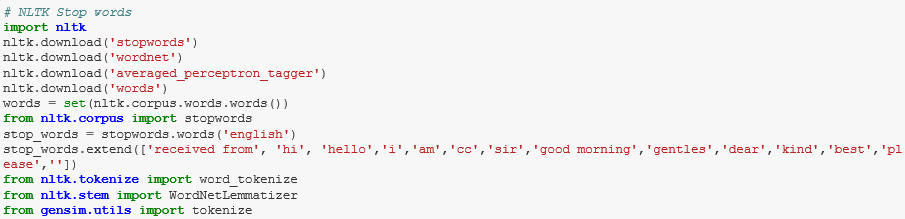 # NLTK Stop words
import nltk
nltk.download('stopwords')
nltk.download('wordnet')
nltk.download('averaged_perceptron_tagger')
nltk.download('words')
words = set(nltk.corpus.words.words())
from nltk.corpus import stopwords
stop_words = stopwords.words('english')
stop_words.extend(['received from', 'hi', 'hello','i','am','cc','sir','good morning','gentles','dear','kind','best','pl
ease',''])
from nltk.tokenize import word_tokenize
from nltk.stem import WordNetLemmatizer
from gensim.utils import tokenize